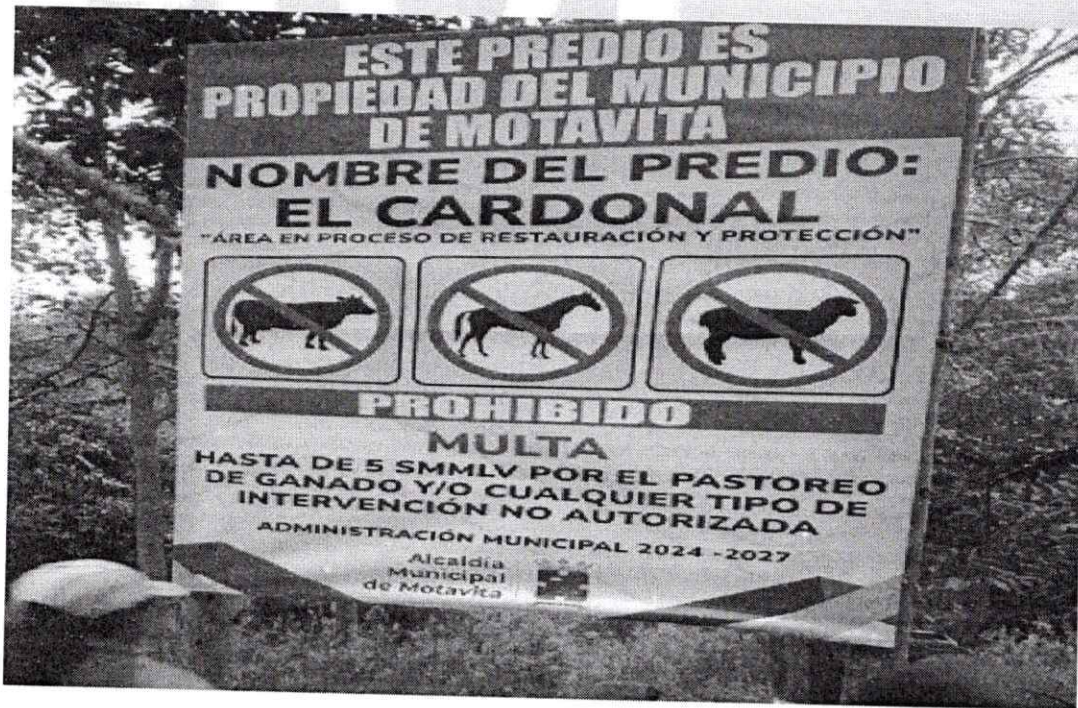 ESTE PREDIO ES
PROPIEDAD DEL MUNICIPIO
DE MOTAVITA
NOMBRE DEL PREDIO:
EL CARDONAL
"ÁREA EN PROCESO DE RESTAURACIÓN Y PROTECCIÓN"
PROHIBIDO
MULTA
HASTA DE 5 SMMLV POR EL PASTOREO
DE GANADO Y/O CUALQUIER TIPO DE
INTERVENCIÓN NO AUTORIZADA
ADMINISTRACIÓN MUNICIPAL 2024 -2027
Alcaldía
Municipal
de Motavita